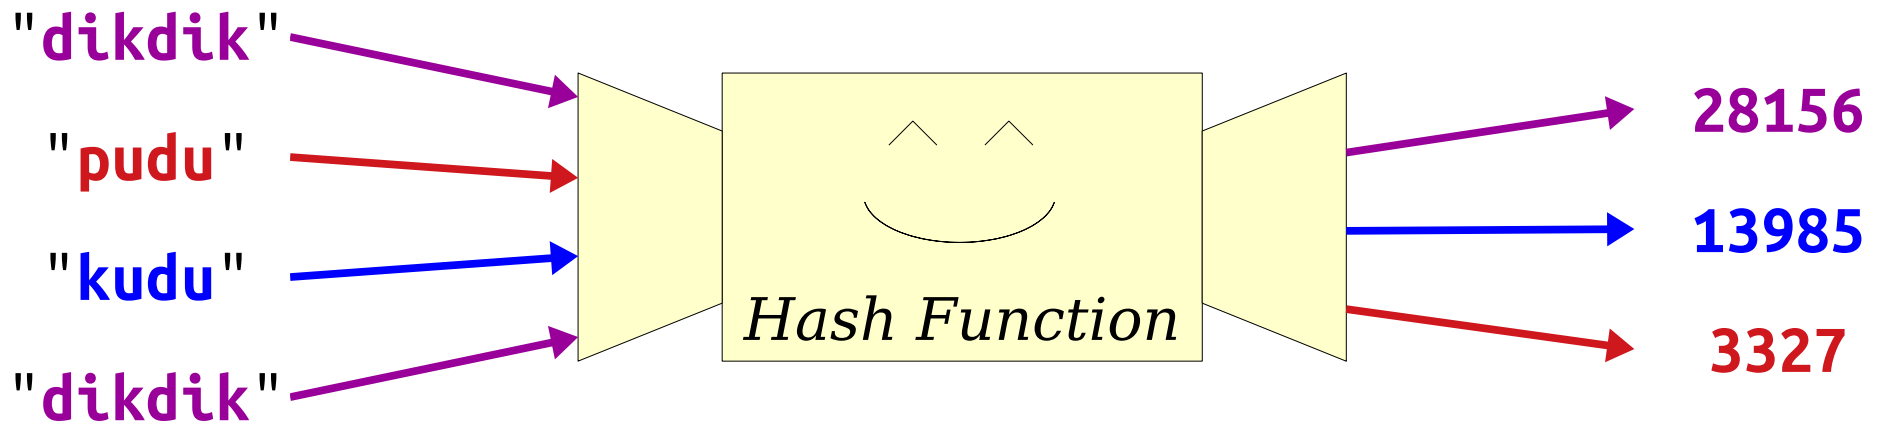 "dikdik"
"pudu"
"kudu"
"dikdik"
Hash Function
28156
13985
3327